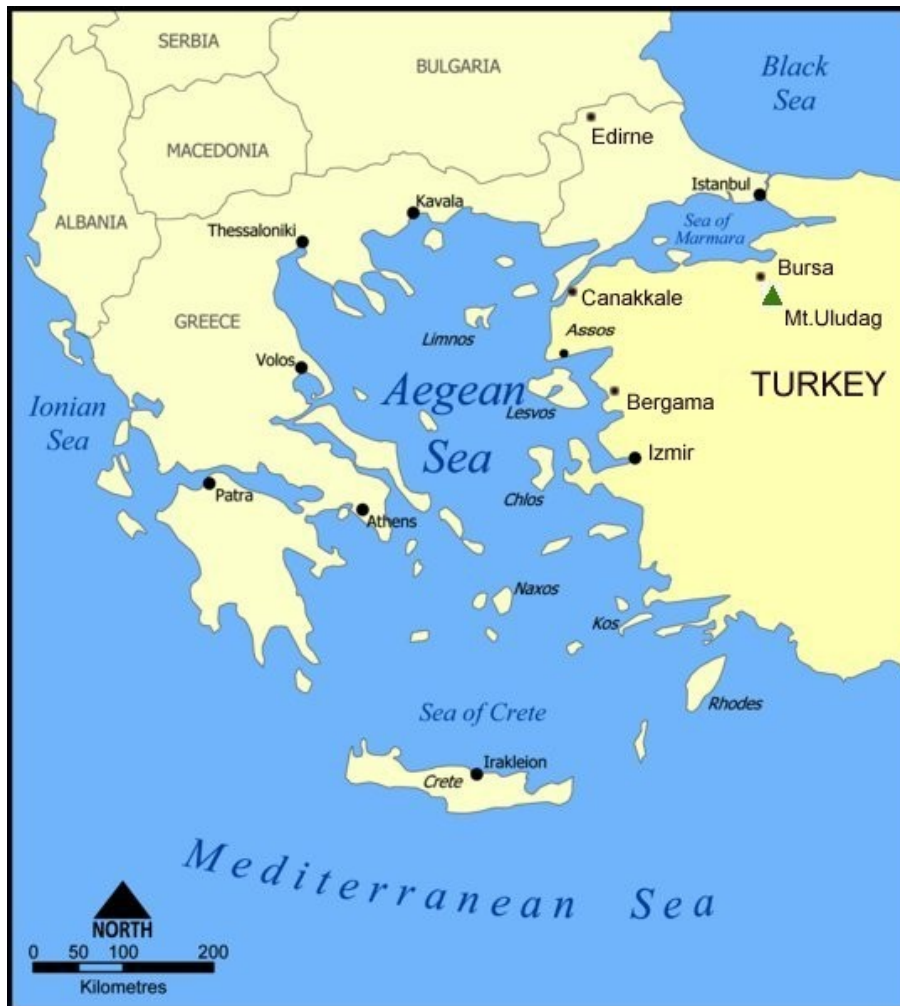 SERBIA
BULGARIA
Black
Sea
MACEDONIA
Edirne
ALBANIA
Istanbul
Kavala
Thessaloniki
Sea of
Marmara
Bursa
Canakkale
Mt.Uludag
GREECE
Limnos
Assos
Volos
TURKEY
Aegean
Sea
Lesvos
Bergama
Ionian
Sea
Izmir
Patra
Chlos
Athens
Naxos
Kos
Rhodes
Sea of Crete
Irakleion
Crete
Mediterranean Sea
NORTH
0 50 100 200
Kilometres